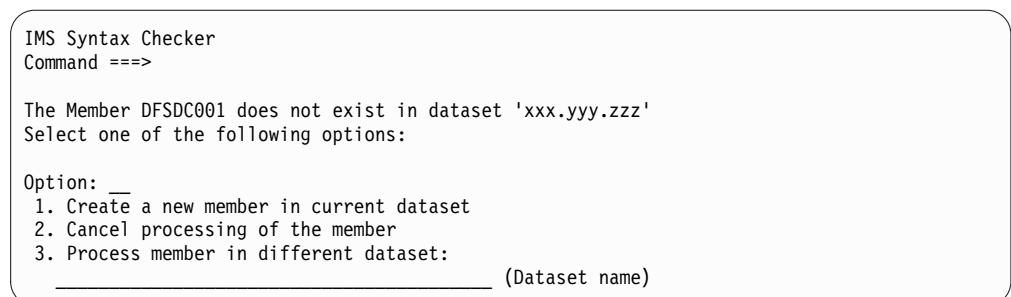 IMS Syntax Checker
Command ===>
The Member DFSDC001 does not exist in dataset 'xxx.yyy.zzz'
Select one of the following options:
Option: __
1. Create a new member in current dataset
2. Cancel processing of the member
3. Process member in different dataset:
________________________________________ (Dataset name)